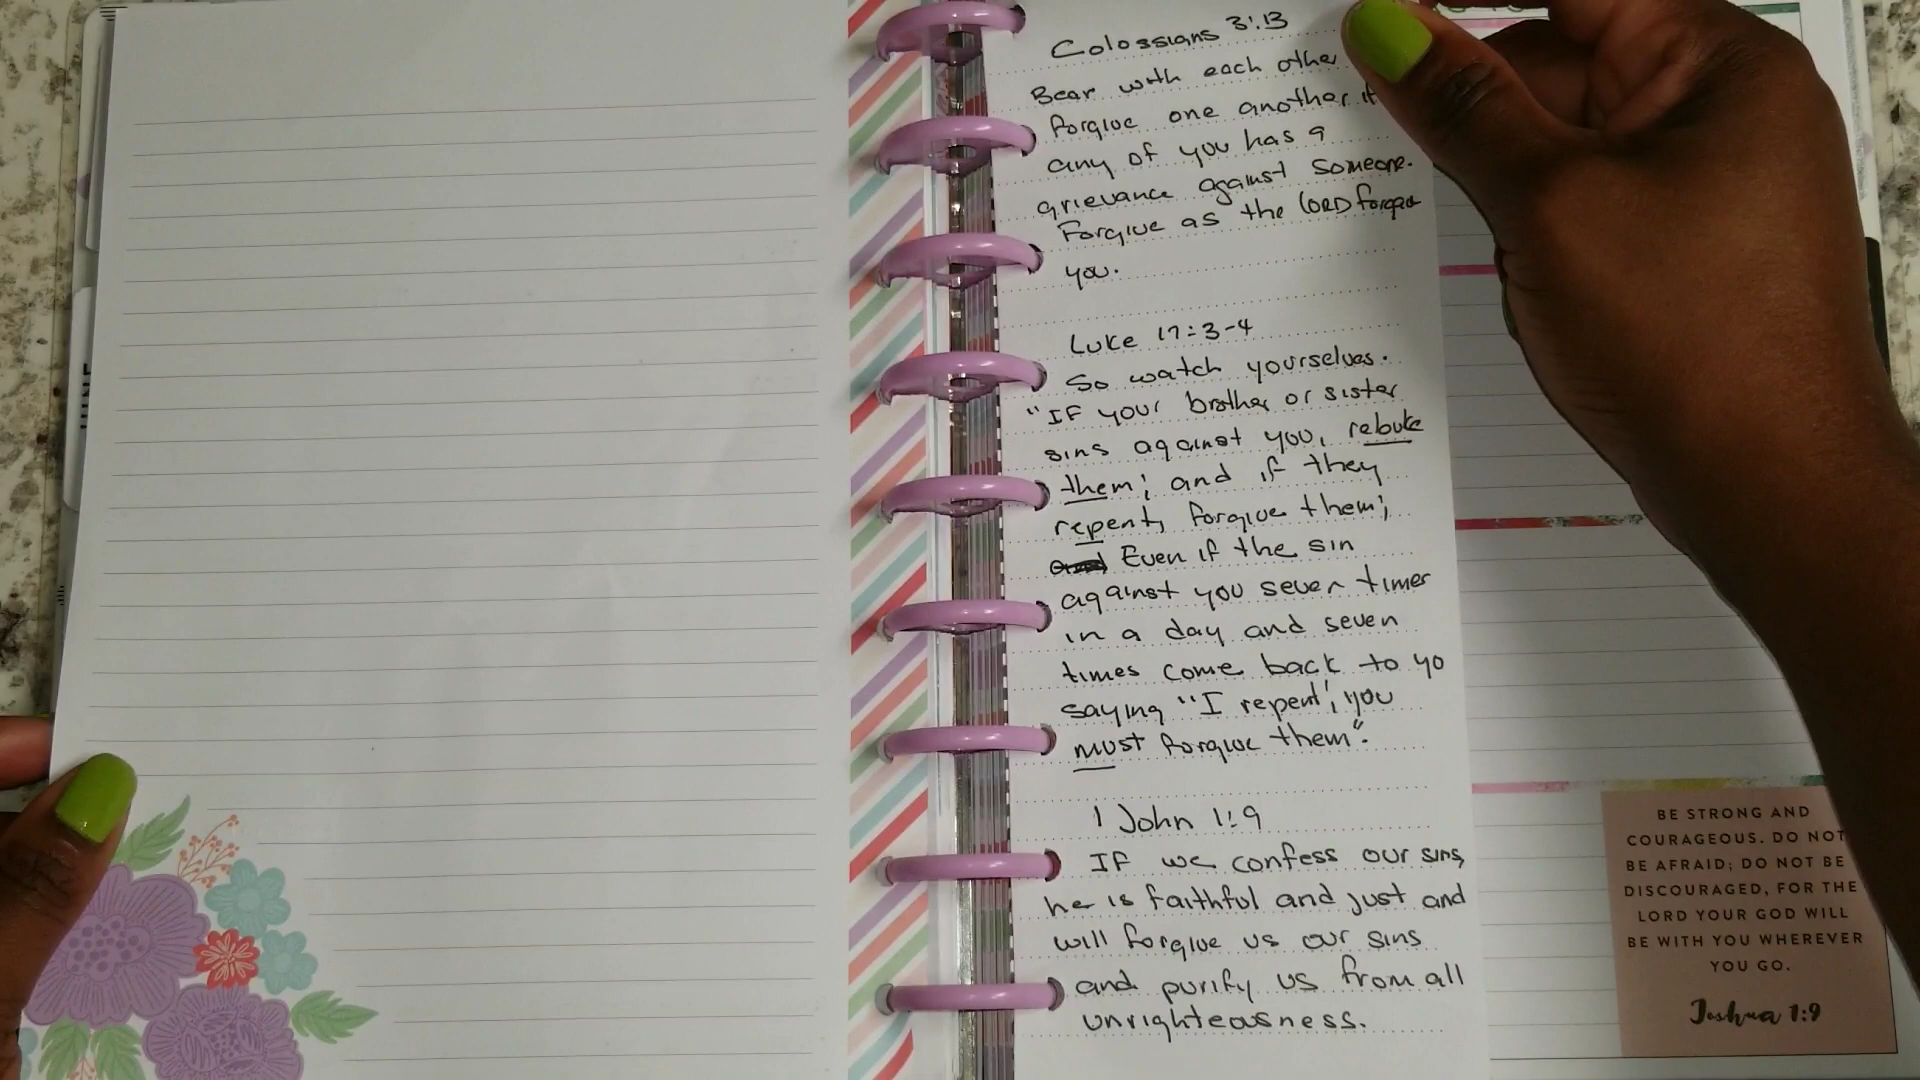 Colossians 3:13
Bear with each other
forgive one another if
any of you has a
grievance against someone.
Forgive as the LORD forgave
you.
Luke 17:3-4
So watch yourselves.
"IF your brother or sister
sins against you, rebuke
them; and if they
repent, forgive them;
Even if the sin
against you seven times
in a day and seven
times come back to yo
saying "I repent', you
must forgive them".
1 John 1:9
IF we confess our sins,
he is faithful and just and
will forgive us our sins
and purify us from all
unrighteousness.
BE STRONG AND
COURAGEOUS. DO NOT
BE AFRAID; DO NOT BE
DISCOURAGED, FOR THE
LORD YOUR GOD WILL
BE WITH YOU WHEREVER
YOU GO.
Joshua 1:9
JUNE